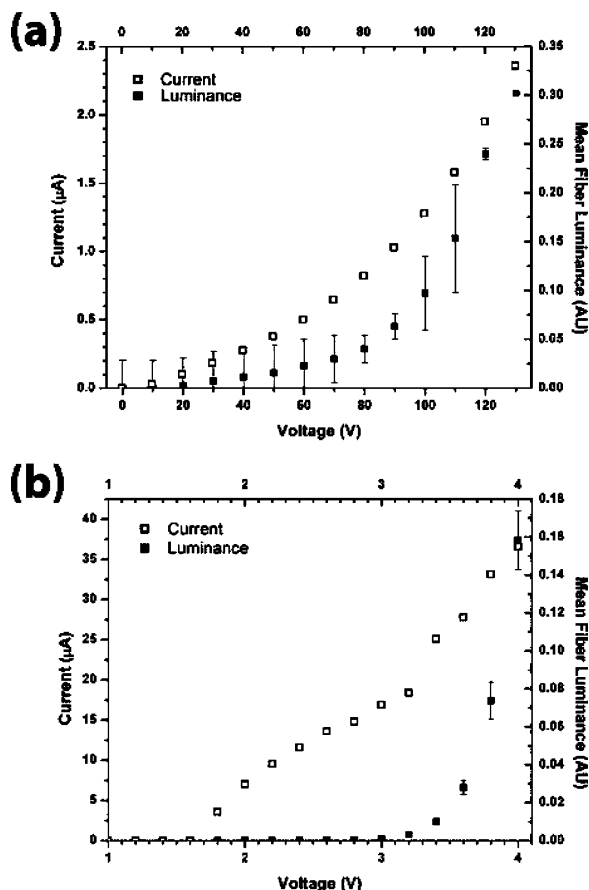 (a)
0 20 40 60 80 100 120
2.5 0.35
Current
Luminance
2.0 0.30
0.25
1.5 0.20
1.0 0.15
0.10
0.5 0.05
0.0 0.00
Current (µA)
Mean Fiber Luminance (AU)
0 20 40 60 80 100 120
Voltage (V)
(b)
1 2 3 4
0.18
40 Current
Luminance 0.16
35 0.14
30 0.12
25 0.10
20 0.08
15 0.06
10 0.04
5 0.02
0 0.00
Current (µA)
Mean Fiber Luminance (AU)
1 2 3 4
Voltage (V)